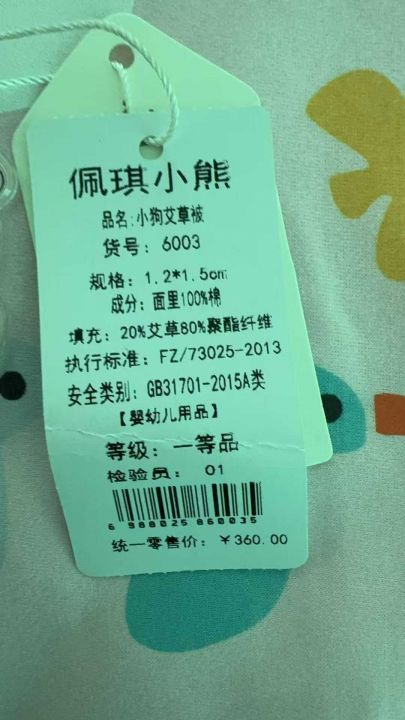 佩琪小熊
品名:小狗艾草被
货号: 6003
规格: 1.2*1.5cm
成分: 面里100%棉
填充: 20%艾草80%聚酯纤维
执行标准: FZ/73025-2013
安全类别: GB31701-2015A类
【婴幼儿用品】
等级: 一等品
检验员: 01
6 988025 860035
统一零售价: ￥360.00